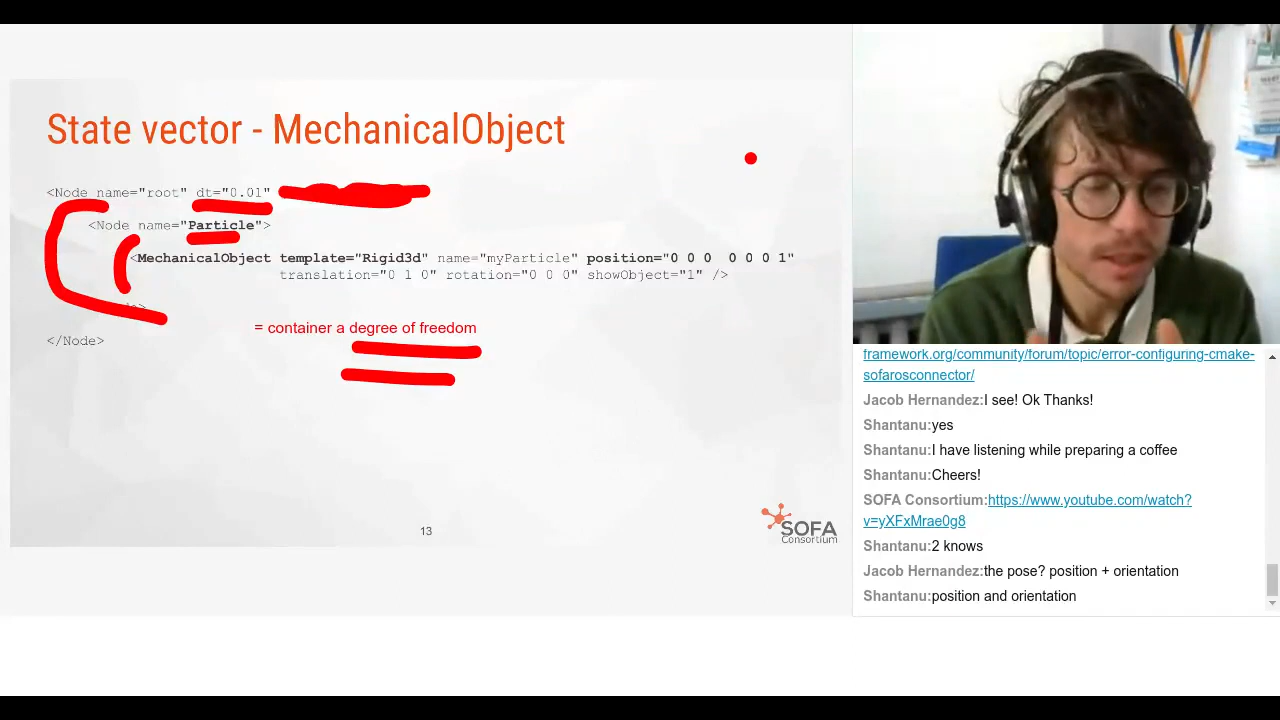 State vector - MechanicalObject
<Node name="root" dt="0.01"
<Node name="Particle">
<MechanicalObject template="Rigid3d" name="myParticle" position="0 0 0 0 0 0 1"
translation="0 1 0" rotation="0 0 0" showObject="1" />
</Node>
= container a degree of freedom
13
SOFA
Consortium
framework.org/community/forum/topic/error-configuring-cmake-
sofarosconnector/
Jacob Hernandez:I see! Ok Thanks!
Shantanu:yes
Shantanu:I have listening while preparing a coffee
Shantanu:Cheers!
SOFA Consortium:https://www.youtube.com/watch?
v=yXFxMrae0g8
Shantanu:2 knows
Jacob Hernandez:the pose? position + orientation
Shantanu:position and orientation